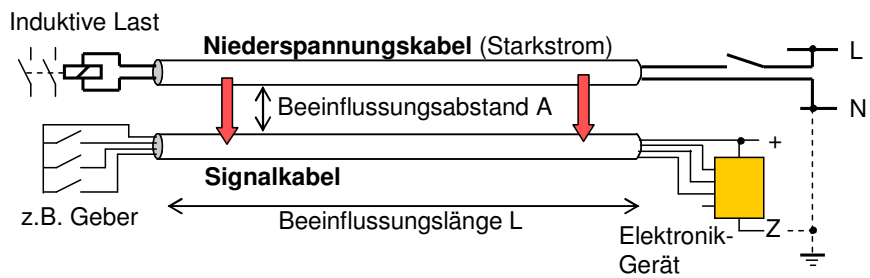 Induktive Last
Niederspannungskabel (Starkstrom)
L
Beeinflussungsabstand A
N
+
Signalkabel
z.B. Geber
Beeinflussungslänge L
Elektronik-
Gerät
Z